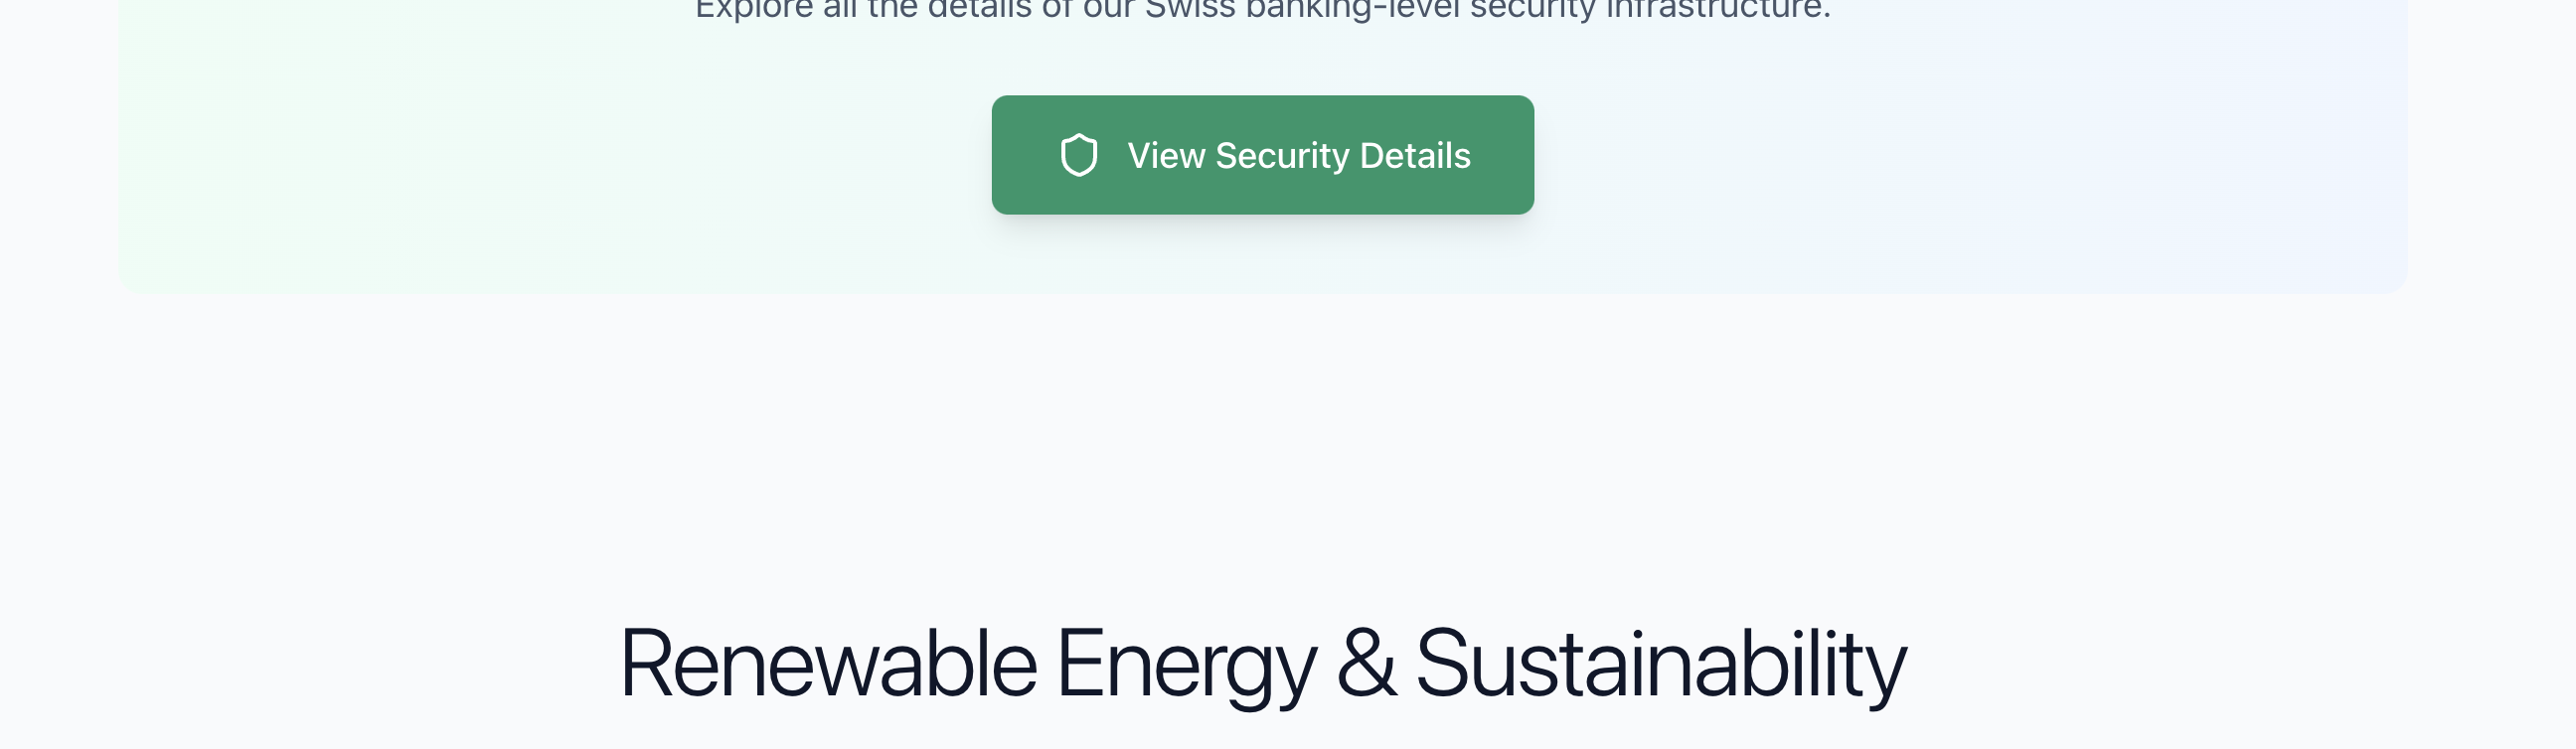 Explore all the details of our Swiss banking-level security infrastructure.
View Security Details
Renewable Energy & Sustainability